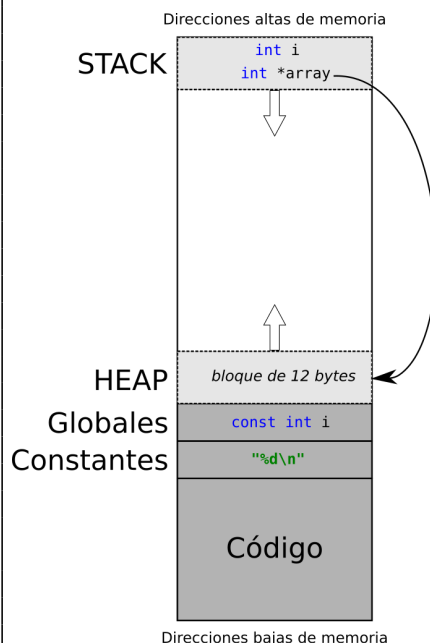 Direcciones altas de memoria
STACK
int i
int *array
HEAP
bloque de 12 bytes
Globales
const int i
Constantes
"%d\n"
Código
Direcciones bajas de memoria